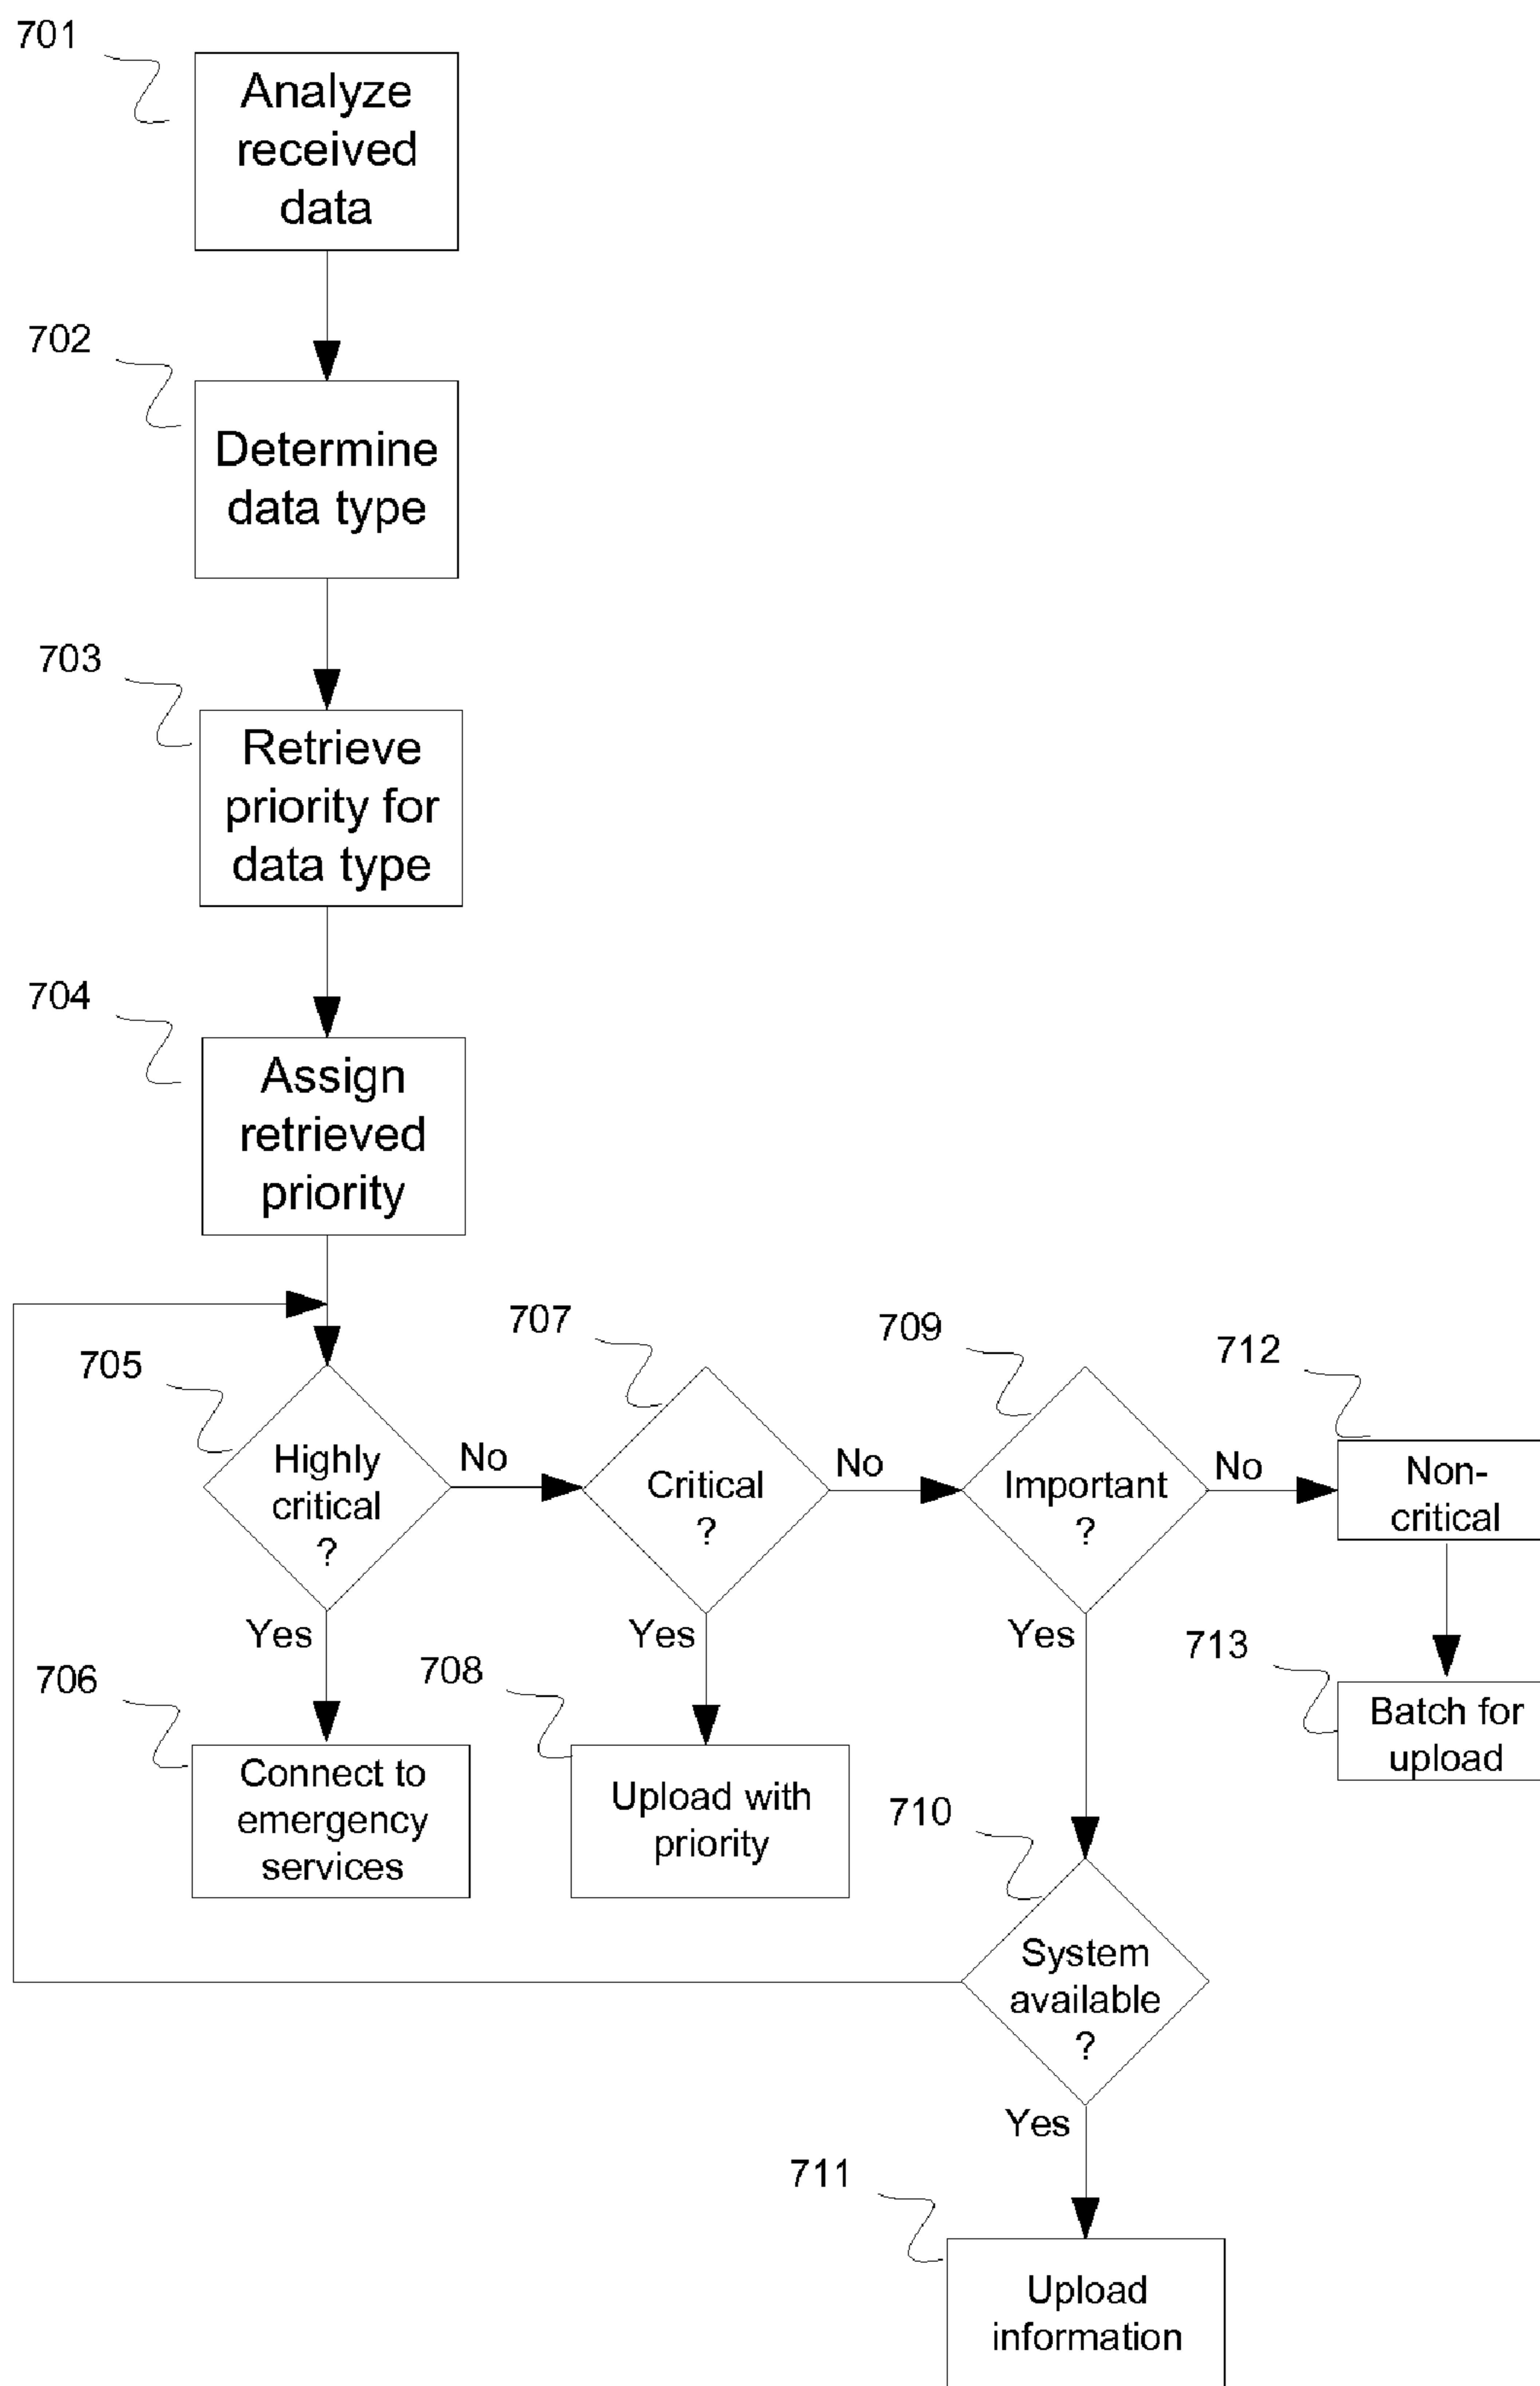 701
Analyze
received
data
702
Determine
data type
703
Retrieve
priority for
data type
704
Assign
retrieved
priority
705
Highly
critical
?
No
707
Critical
?
No
709
Important
?
No
712
Non-
critical
Yes
706
Connect to
emergency
services
Yes
708
Upload with
priority
Yes
710
System
available
?
713
Batch for
upload
Yes
711
Upload
information